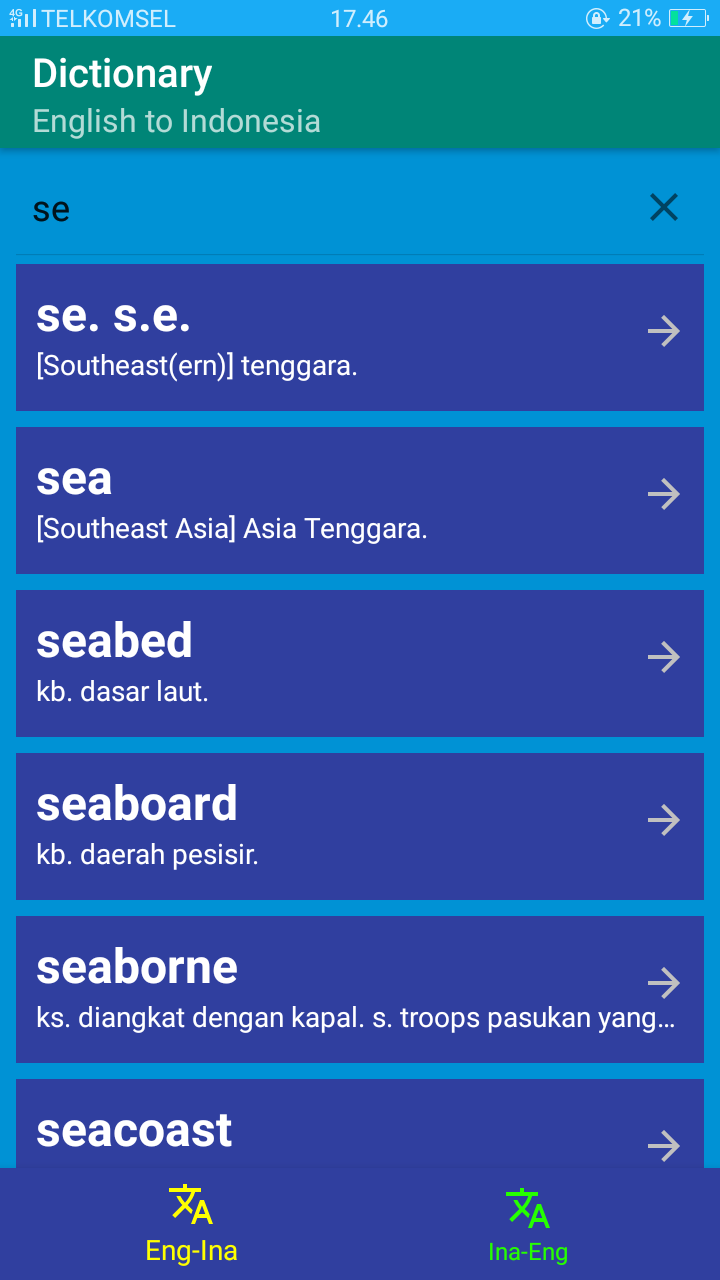 4G TELKOMSEL 17.46 21%
Dictionary
English to Indonesia
se
se. s.e.
[Southeast(ern)] tenggara.
sea
[Southeast Asia] Asia Tenggara.
seabed
kb. dasar laut.
seaboard
kb. daerah pesisir.
seaborne
ks. diangkat dengan kapal. s. troops pasukan yang...
seacoast
Eng-Ina Ina-Eng